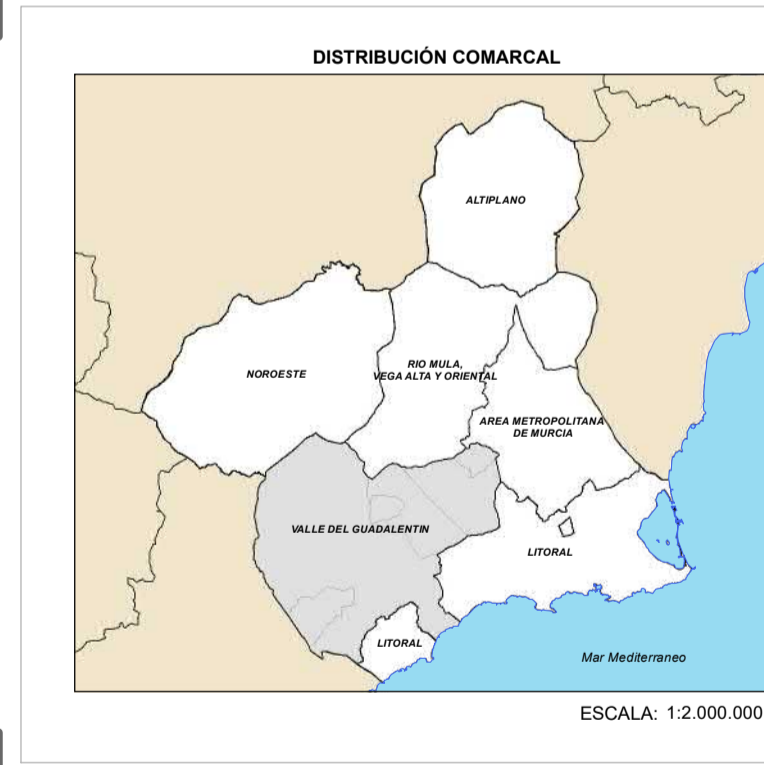 DISTRIBUCIÓN COMARCAL
ALTIPLANO
NOROESTE
RIO MULA,
VEGA ALTA Y ORIENTAL
AREA METROPOLITANA
DE MURCIA
VALLE DEL GUADALENTIN
LITORAL
LITORAL
Mar Mediterraneo
ESCALA: 1:2.000.000